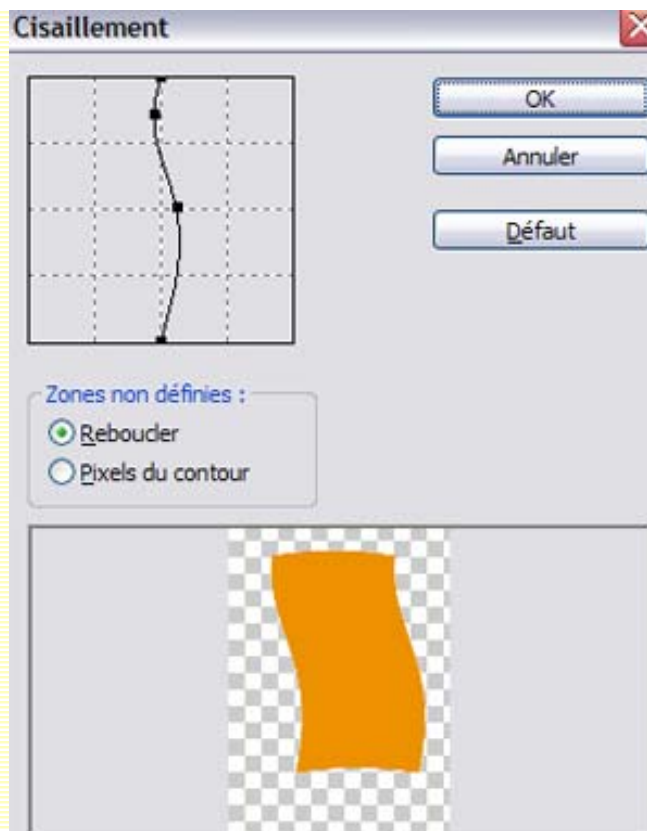 Cisaillement
OK
Annuler
Défaut
Zones non définies :
Reboucler
Pixels du contour